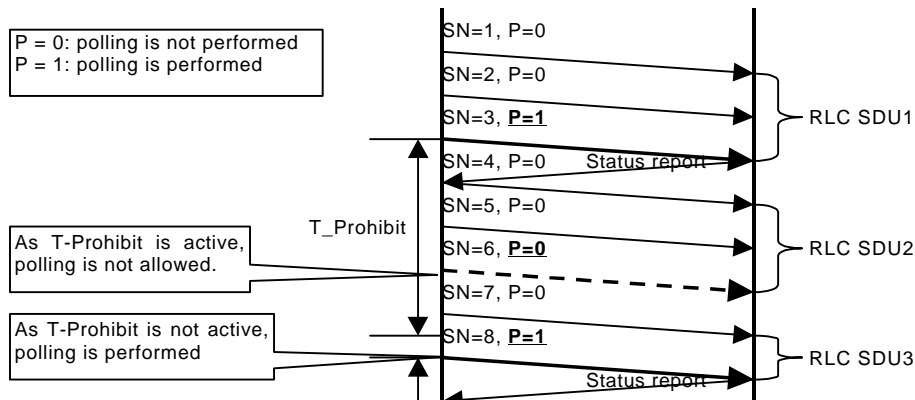 P = 0: polling is not performed
P = 1: polling is performed
SN=1, P=0
SN=2, P=0
SN=3, P=1
RLC SDU1
SN=4, P=0
Status report
SN=5, P=0
T_Prohibit
SN=6, P=0
RLC SDU2
As T-Prohibit is active,
polling is not allowed.
SN=7, P=0
As T-Prohibit is not active,
polling is performed
SN=8, P=1
RLC SDU3
Status report